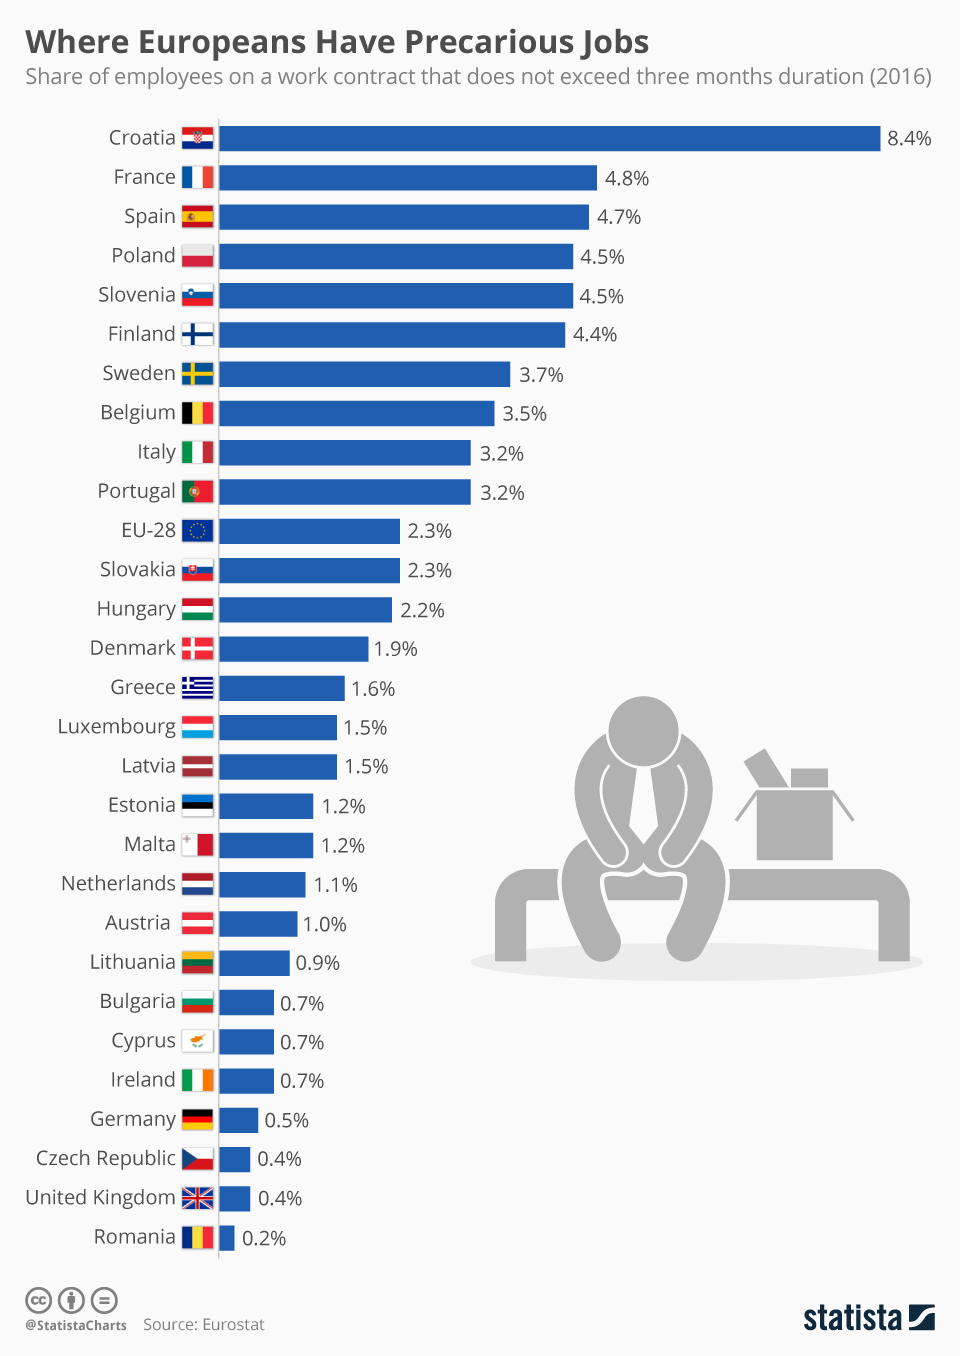 Where Europeans Have Precarious Jobs
Share of employees on a work contract that does not exceed three months duration (2016)
Croatia 8.4%
France 4.8%
Spain 4.7%
Poland 4.5%
Slovenia 4.5%
Finland 4.4%
Sweden 3.7%
Belgium 3.5%
Italy 3.2%
Portugal 3.2%
EU-28 2.3%
Slovakia 2.3%
Hungary 2.2%
Denmark 1.9%
Greece 1.6%
Luxembourg 1.5%
Latvia 1.5%
Estonia 1.2%
Malta 1.2%
Netherlands 1.1%
Austria 1.0%
Lithuania 0.9%
Bulgaria 0.7%
Cyprus 0.7%
Ireland 0.7%
Germany 0.5%
Czech Republic 0.4%
United Kingdom 0.4%
Romania 0.2%
cc
@StatistaCharts Source: Eurostat
statista